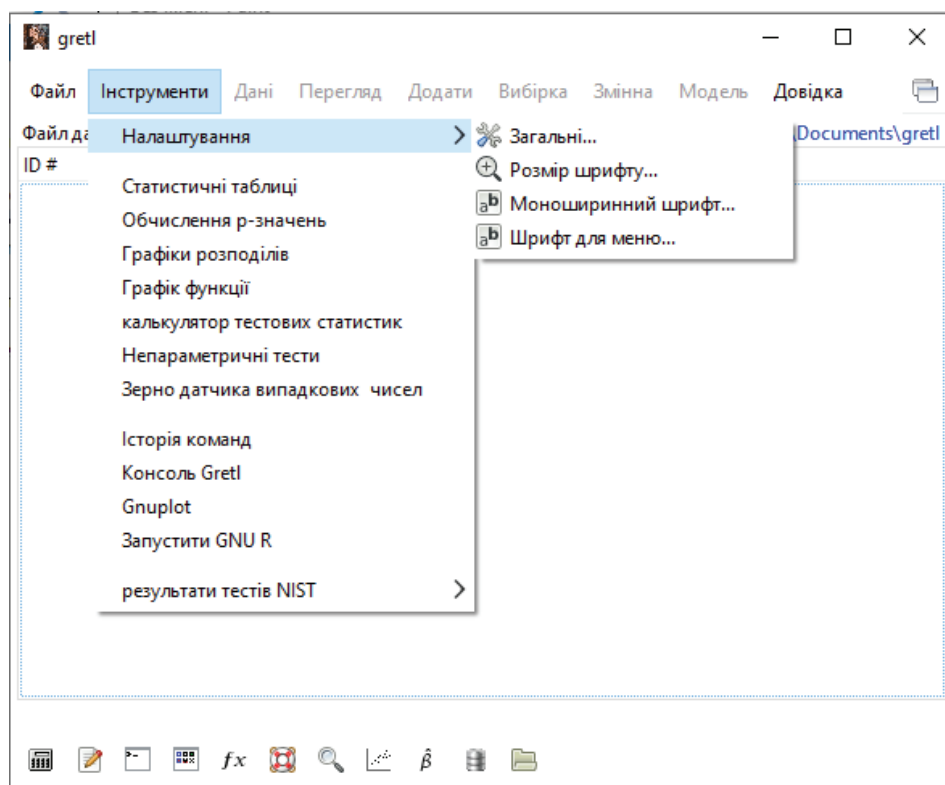 gretl
Файл Інструменти Дані Перегляд Додати Вибірка Змінна Модель Довідка
Файл да \Documents\gretl
ID #
Налаштування
Загальні...
Розмір шрифту...
Моноширинний шрифт...
Шрифт для меню...
Статистичні таблиці
Обчислення p-значень
Графіки розподілів
Графік функції
калькулятор тестових статистик
Непараметричні тести
Зерно датчика випадкових чисел
Історія команд
Консоль Gretl
Gnuplot
Запустити GNU R
результати тестів NIST
fx
β̂